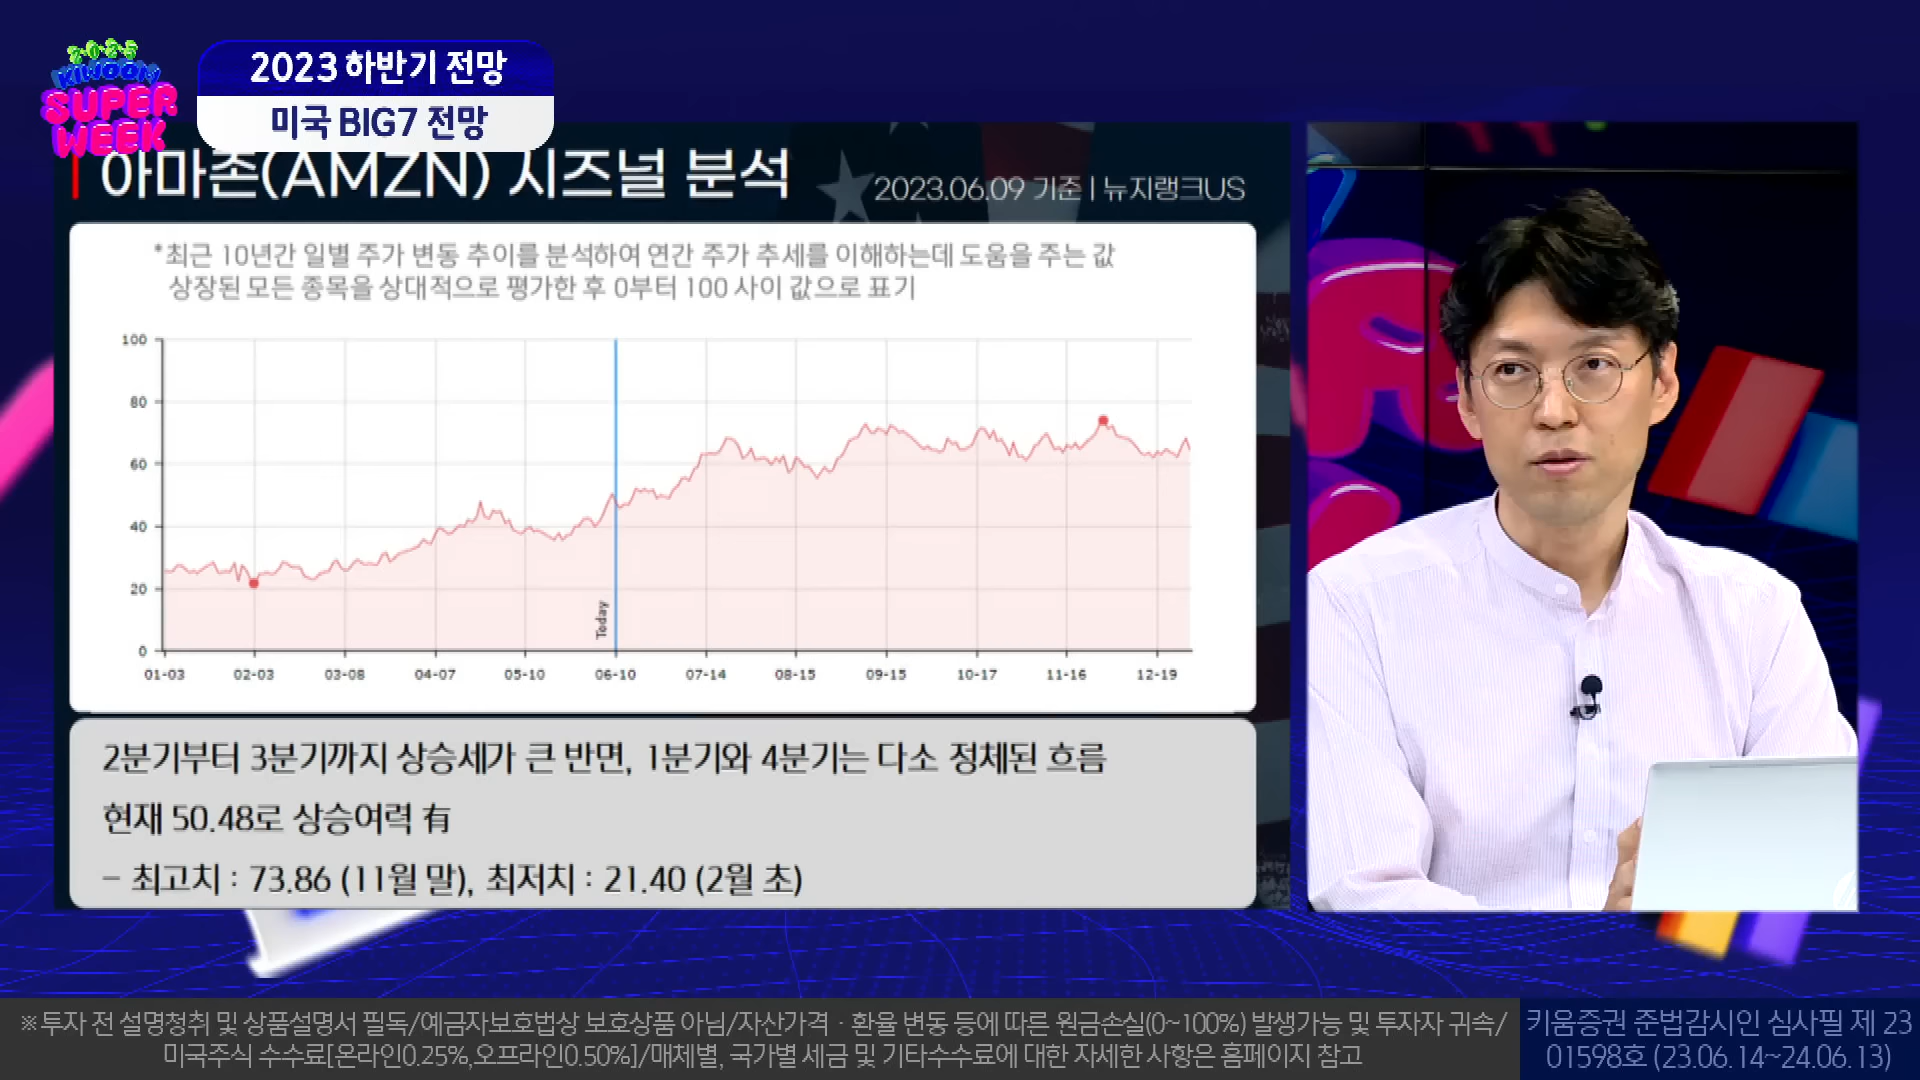 2023
KIWOOM
SUPER
WEEK
2023 하반기 전망
미국 BIG7 전망
아마존(AMZN) 시즈널 분석
2023.06.09 기준 | 뉴지랭크US
*최근 10년간 일별 주가 변동 추이를 분석하여 연간 주가 추세를 이해하는데 도움을 주는 값
상장된 모든 종목을 상대적으로 평가한 후 0부터 100 사이 값으로 표기
100
80
60
40
20
0
Today
01-03 02-03 03-08 04-07 05-10 06-10 07-14 08-15 09-15 10-17 11-16 12-19
2분기부터 3분기까지 상승세가 큰 반면, 1분기와 4분기는 다소 정체된 흐름
현재 50.48로 상승여력 有
- 최고치 : 73.86 (11월 말), 최저치 : 21.40 (2월 초)
※투자 전 설명청취 및 상품설명서 필독/예금자보호법상 보호상품 아님/자산가격 · 환율 변동 등에 따른 원금손실(0~100%) 발생가능 및 투자자 귀속/
미국주식 수수료[온라인0.25%,오프라인0.50%]/매체별, 국가별 세금 및 기타수수료에 대한 자세한 사항은 홈페이지 참고
키움증권 준법감시인 심사필 제 23
01598호 (23.06.14~24.06.13)